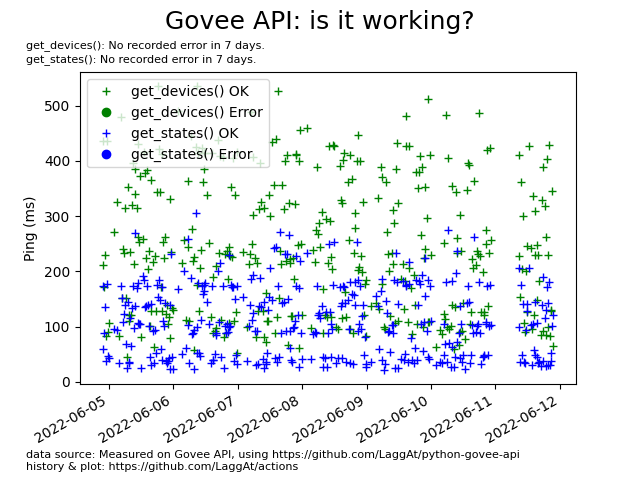 Govee API: is it working?
get_devices(): No recorded error in 7 days.
get_states(): No recorded error in 7 days.
get_devices() OK
get_devices() Error
get_states() OK
get_states() Error
Ping (ms)
500
400
300
200
100
0
2022-06-05
2022-06-06
2022-06-07
2022-06-08
2022-06-09
2022-06-10
2022-06-11
2022-06-12
data source: Measured on Govee API, using https://github.com/LaggAt/python-govee-api
history & plot: https://github.com/LaggAt/actions